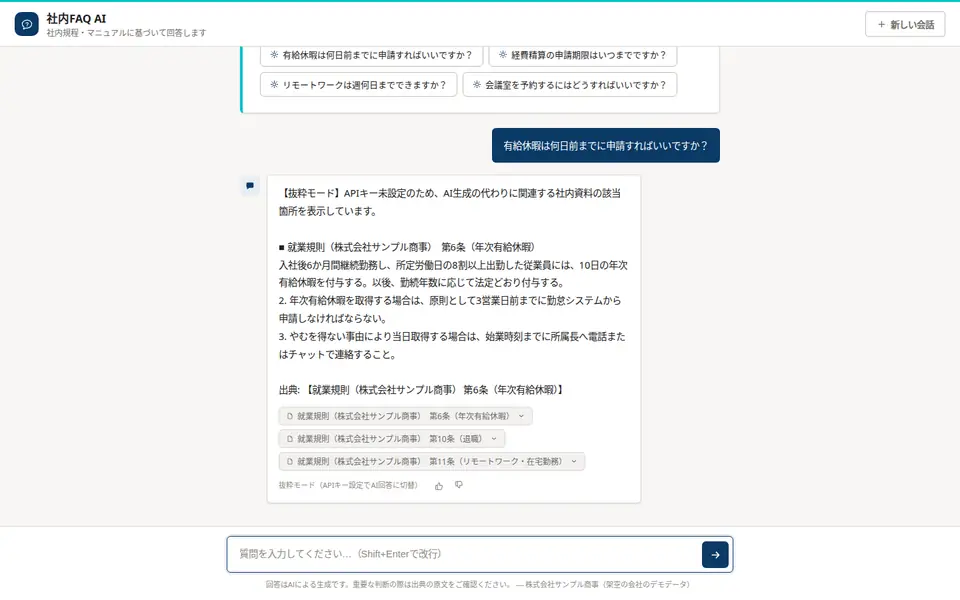 社内FAQ AI
社内規程・マニュアルに基づいて回答します
+ 新しい会話
有給休暇は何日前までに申請すればいいですか？
経費精算の申請期限はいつまでですか？
リモートワークは週何日までできますか？
会議室を予約するにはどうすればいいですか？
有給休暇は何日前までに申請すればいいですか？
【抜粋モード】APIキー未設定のため、AI生成の代わりに関連する社内資料の該当
箇所を表示しています。
■ 就業規則（株式会社サンプル商事） 第6条（年次有給休暇）
入社後6か月間継続勤務し、所定労働日の8割以上出勤した従業員には、10日の年次
有給休暇を付与する。以後、勤続年数に応じて法定どおり付与する。
2. 年次有給休暇を取得する場合は、原則として3営業日前までに勤怠システムから
申請しなければならない。
3. やむを得ない事由により当日取得する場合は、始業時刻までに所属長へ電話また
はチャットで連絡すること。
出典: 【就業規則（株式会社サンプル商事） 第6条（年次有給休暇）】
就業規則（株式会社サンプル商事） 第6条（年次有給休暇）
就業規則（株式会社サンプル商事） 第10条（退職）
就業規則（株式会社サンプル商事） 第11条（リモートワーク・在宅勤務）
抜粋モード（APIキー設定でAI回答に切替）
質問を入力してください…（Shift+Enterで改行）
回答はAIによる生成です。重要な判断の際は出典の原文をご確認ください。 — 株式会社サンプル商事（架空の会社のデモデータ）